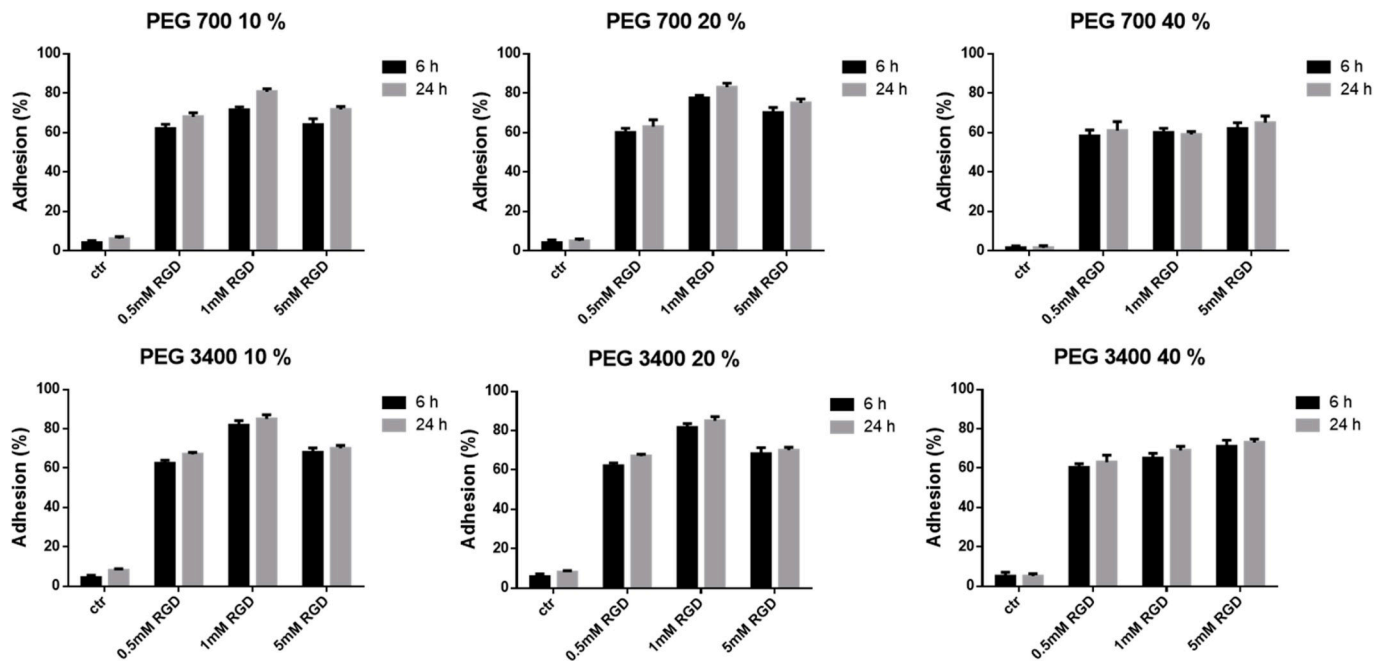 PEG 700 10 %
Adhesion (%)
100
80
60
40
20
0
ctr
0.5mM RGD
1mM RGD
5mM RGD
6 h
24 h
PEG 700 20 %
Adhesion (%)
100
80
60
40
20
0
ctr
0.5mM RGD
1mM RGD
5mM RGD
6 h
24 h
PEG 700 40 %
Adhesion (%)
100
80
60
40
20
0
ctr
0.5mM RGD
1mM RGD
5mM RGD
6 h
24 h
PEG 3400 10 %
Adhesion (%)
100
80
60
40
20
0
ctr
0.5mM RGD
1mM RGD
5mM RGD
6 h
24 h
PEG 3400 20 %
Adhesion (%)
100
80
60
40
20
0
ctr
0.5mM RGD
1mM RGD
5mM RGD
6 h
24 h
PEG 3400 40 %
Adhesion (%)
100
80
60
40
20
0
ctr
0.5mM RGD
1mM RGD
5mM RGD
6 h
24 h